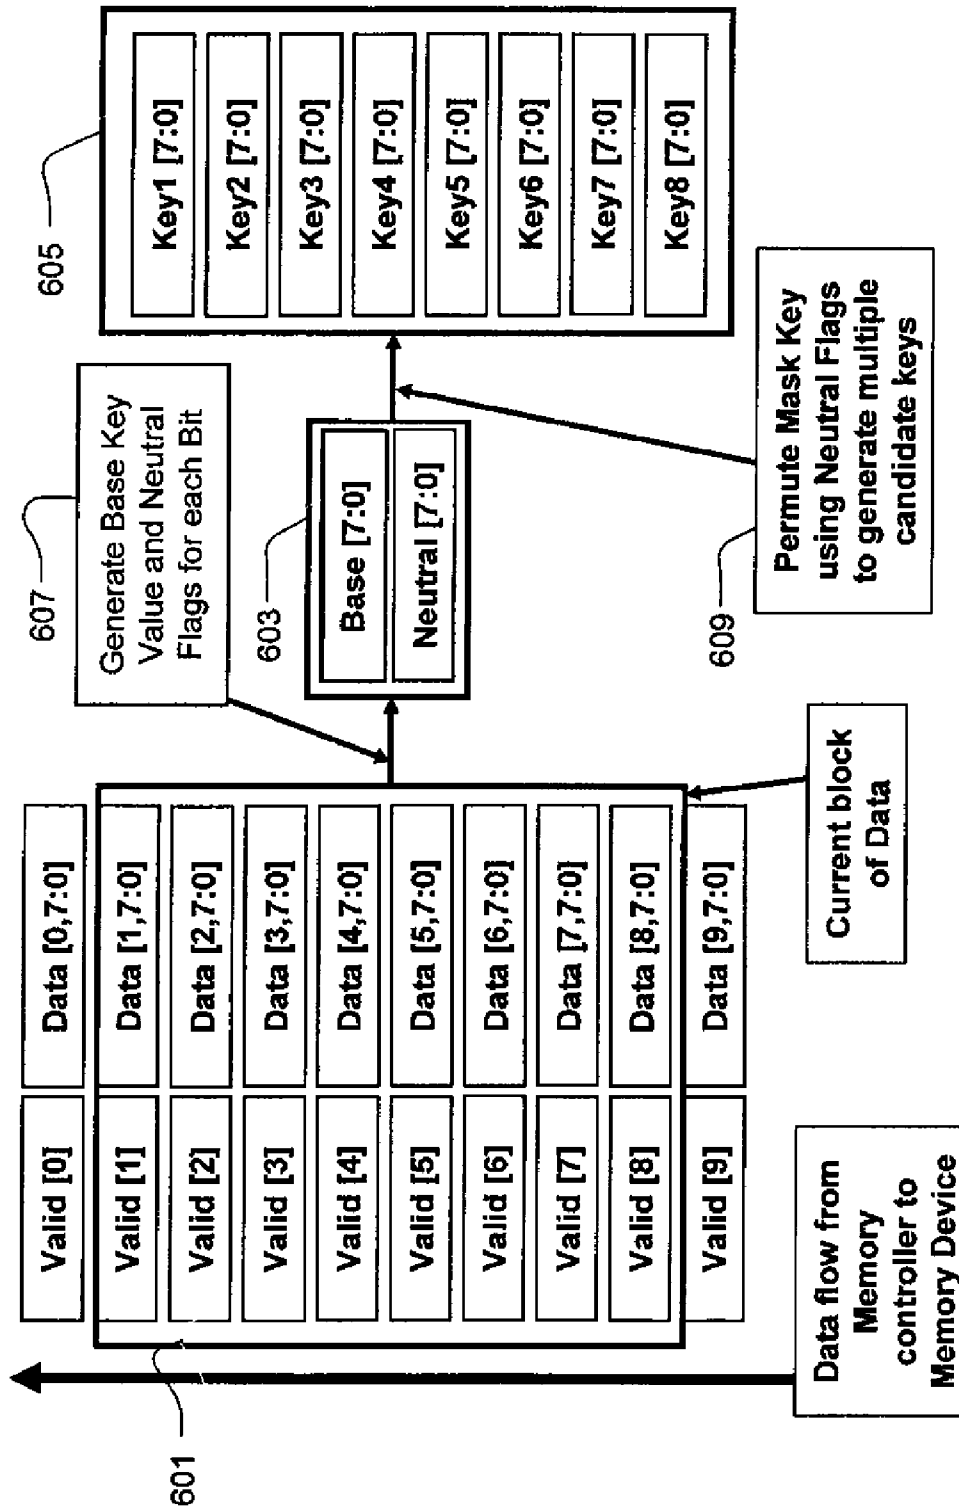 601
Valid [0]
Data [0,7:0]
Valid [1]
Data [1,7:0]
Valid [2]
Data [2,7:0]
Valid [3]
Data [3,7:0]
Valid [4]
Data [4,7:0]
Valid [5]
Data [5,7:0]
Valid [6]
Data [6,7:0]
Valid [7]
Data [7,7:0]
Valid [8]
Data [8,7:0]
Valid [9]
Data [9,7:0]
Data flow from
Memory
controller to
Memory Device
Current block
of Data
607
Generate Base Key
Value and Neutral
Flags for each Bit
603
Base [7:0]
Neutral [7:0]
609
Permute Mask Key
using Neutral Flags
to generate multiple
candidate keys
605
Key1 [7:0]
Key2 [7:0]
Key3 [7:0]
Key4 [7:0]
Key5 [7:0]
Key6 [7:0]
Key7 [7:0]
Key8 [7:0]